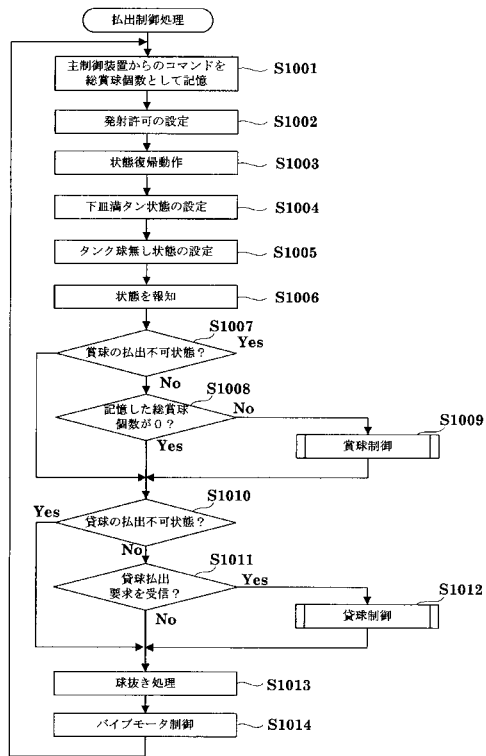 払出制御処理
主制御装置からのコマンドを
総賞球個数として記憶
S1001
発射許可の設定
S1002
状態復帰動作
S1003
下皿満タン状態の設定
S1004
タンク球無し状態の設定
S1005
状態を報知
S1006
S1007
賞球の払出不可状態？
Yes
No
S1008
記憶した総賞球
個数が０？
No
Yes
S1009
賞球制御
S1010
Yes
貸球の払出不可状態？
No
S1011
貸球払出
要求を受信？
Yes
No
S1012
貸球制御
球抜き処理
S1013
バイブモータ制御
S1014